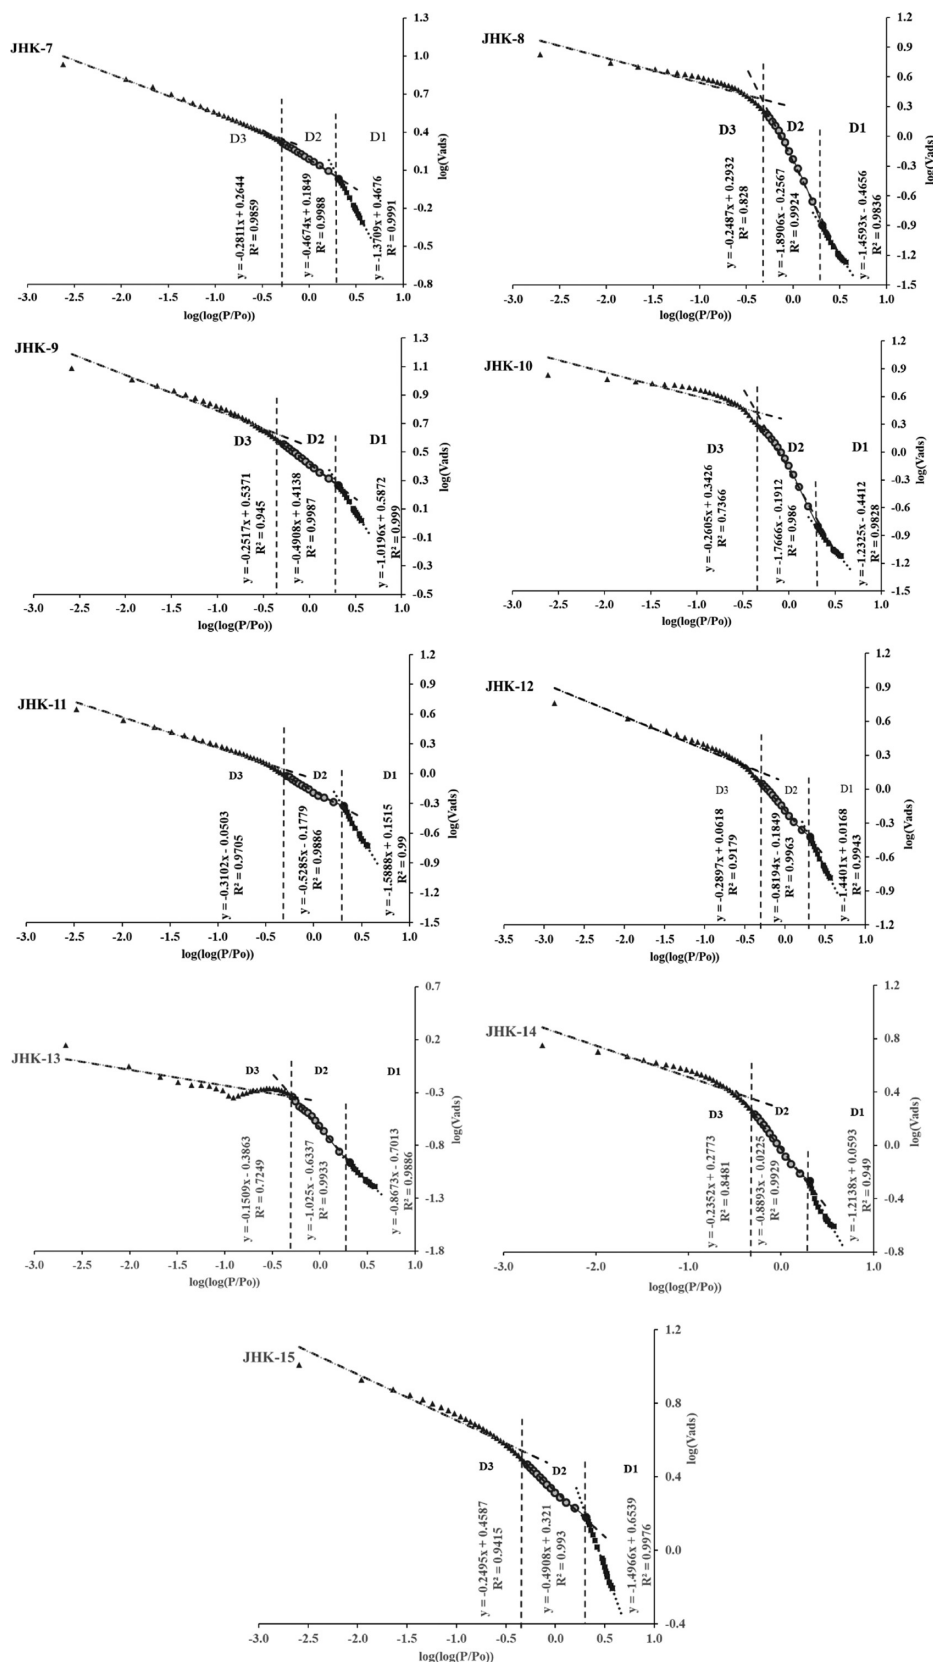 JHK-7
1.3
1.0
0.7
0.4
0.1
-0.2
-0.5
-0.8
log(Vads)
D3
D2
D1
y = -0.2811x + 0.2644
R² = 0.9859
y = -0.4674x + 0.1849
R² = 0.9988
y = -1.3709x + 0.4676
R² = 0.9991
-3.0 -2.5 -2.0 -1.5 -1.0 -0.5 0.0 0.5 1.0
log(log(P/Po))
JHK-8
1.2
0.9
0.6
0.3
0.0
-0.3
-0.6
-0.9
-1.2
-1.5
log(Vads)
D3
D2
D1
y = -0.2487x + 0.2932
R² = 0.828
y = -1.8906x - 0.2567
R² = 0.9924
y = -1.4593x - 0.4656
R² = 0.9836
-3.0 -2.5 -2.0 -1.5 -1.0 -0.5 0.0 0.5 1.0
log(log(P/Po))
JHK-9
1.3
1.1
0.9
0.7
0.5
0.3
0.1
-0.1
-0.3
-0.5
log(Vads)
D3
D2
D1
y = -0.2517x + 0.5371
R² = 0.945
y = -0.4908x + 0.4138
R² = 0.9987
y = -1.0196x + 0.5872
R² = 0.999
-3.0 -2.5 -2.0 -1.5 -1.0 -0.5 0.0 0.5 1.0
log(log(P/Po))
JHK-10
1.2
0.9
0.6
0.3
0.0
-0.3
-0.6
-0.9
-1.2
-1.5
log(Vads)
D3
D2
D1
y = -0.2605x + 0.3426
R² = 0.7366
y = -1.7666x - 0.1912
R² = 0.986
y = -1.2325x - 0.4412
R² = 0.9828
-3.0 -2.5 -2.0 -1.5 -1.0 -0.5 0.0 0.5 1.0
log(log(P/Po))
JHK-11
1.2
0.9
0.6
0.3
0.0
-0.3
-0.6
-0.9
-1.2
-1.5
log(Vads)
D3
D2
D1
y = -0.3102x - 0.0503
R² = 0.9705
y = -0.5285x - 0.1779
R² = 0.9886
y = -1.5888x + 0.1515
R² = 0.99
-3.0 -2.5 -2.0 -1.5 -1.0 -0.5 0.0 0.5 1.0
log(log(P/Po))
JHK-12
1.2
0.9
0.6
0.3
0.0
-0.3
-0.6
-0.9
-1.2
log(Vads)
D3
D2
D1
y = -0.2897x + 0.0618
R² = 0.9179
y = -0.8194x - 0.1849
R² = 0.9963
y = -1.4401x + 0.0168
R² = 0.9943
-3.0 -2.5 -2.0 -1.5 -1.0 -0.5 0.0 0.5 1.0
log(log(P/Po))
JHK-13
0.7
0.2
-0.3
-0.8
-1.3
-1.8
log(Vads)
D3
D2
D1
y = -0.1509x - 0.3863
R² = 0.7249
y = -1.025x - 0.6337
R² = 0.9933
y = -0.8673x - 0.7013
R² = 0.9886
-3.0 -2.5 -2.0 -1.5 -1.0 -0.5 0.0 0.5 1.0
log(log(P/Po))
JHK-14
1.2
0.8
0.4
0.0
-0.4
-0.8
log(Vads)
D3
D2
D1
y = -0.2352x + 0.2773
R² = 0.8481
y = -0.8893x - 0.0225
R² = 0.9929
y = -1.2138x + 0.0593
R² = 0.949
-3.0 -2.0 -1.0 0.0 1.0
log(log(P/Po))
JHK-15
1.2
0.8
0.4
0.0
-0.4
log(Vads)
D3
D2
D1
y = -0.2495x + 0.4587
R² = 0.9415
y = -0.4908x + 0.321
R² = 0.993
y = -1.4966x + 0.6539
R² = 0.9976
-3.0 -2.5 -2.0 -1.5 -1.0 -0.5 0.0 0.5 1.0
log(log(P/Po))